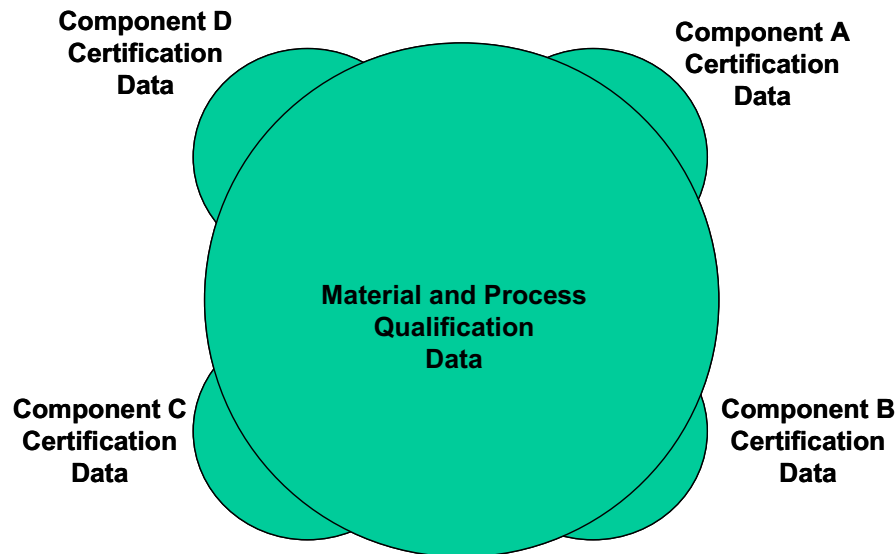 Component D
Certification
Data
Component A
Certification
Data
Material and Process
Qualification
Data
Component C
Certification
Data
Component B
Certification
Data